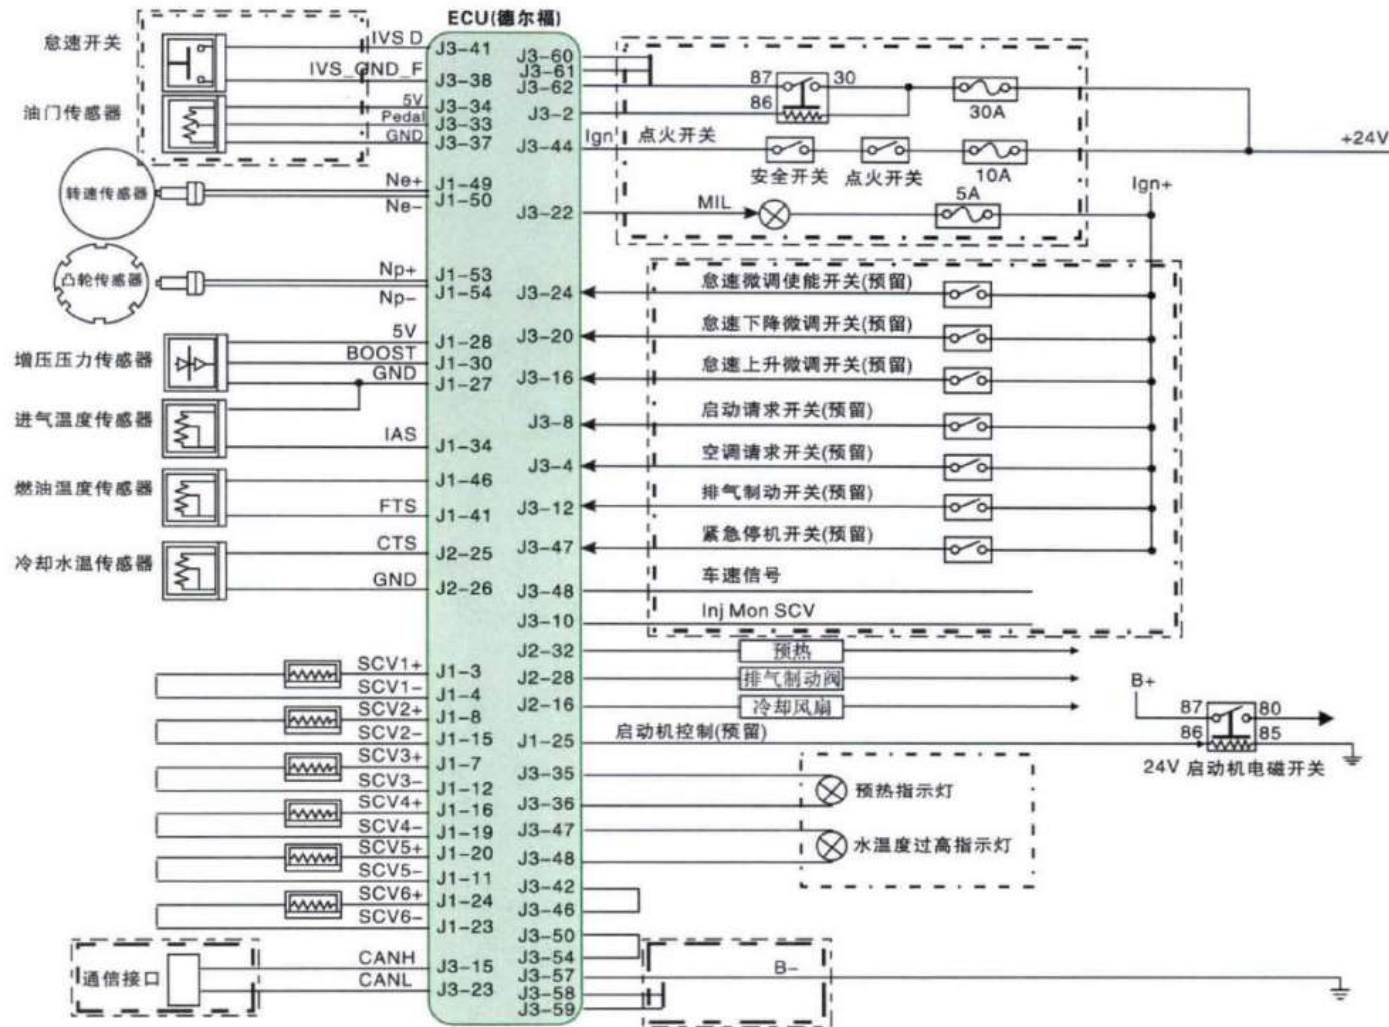 ECU(德尔福)
怠速开关
IVS D
J3-41
IVS_GND_F
J3-38
油门传感器
5V
J3-34
Pedal
J3-33
GND
J3-37
转速传感器
Ne+
J1-49
Ne-
J1-50
凸轮传感器
Np+
J1-53
Np-
J1-54
增压压力传感器
5V
J1-28
BOOST
J1-30
GND
J1-27
进气温度传感器
IAS
J1-34
燃油温度传感器
J1-46
FTS
J1-41
冷却水温传感器
CTS
J2-25
GND
J2-26
SCV1+
J1-3
SCV1-
J1-4
SCV2+
J1-8
SCV2-
J1-15
SCV3+
J1-7
SCV3-
J1-12
SCV4+
J1-16
SCV4-
J1-19
SCV5+
J1-20
SCV5-
J1-11
SCV6+
J1-24
SCV6-
J1-23
通信接口
CANH
J3-15
CANL
J3-23
J3-60
J3-61
J3-62
87
30
30A
86
J3-2
J3-44
Ign
点火开关
安全开关
点火开关
10A
+24V
J3-22
MIL
5A
Ign+
J3-24
怠速微调使能开关(预留)
J3-20
怠速下降微调开关(预留)
J3-16
怠速上升微调开关(预留)
J3-8
启动请求开关(预留)
J3-4
空调请求开关(预留)
J3-12
排气制动开关(预留)
J3-47
紧急停机开关(预留)
J3-48
车速信号
J3-10
Inj Mon SCV
J2-32
预热
J2-28
排气制动阀
J2-16
冷却风扇
J1-25
启动机控制(预留)
B+
87
80
86
85
24V 启动机电磁开关
J3-35
J3-36
预热指示灯
J3-47
J3-48
水温度过高指示灯
J3-42
J3-46
J3-50
J3-54
J3-57
B-
J3-58
J3-59